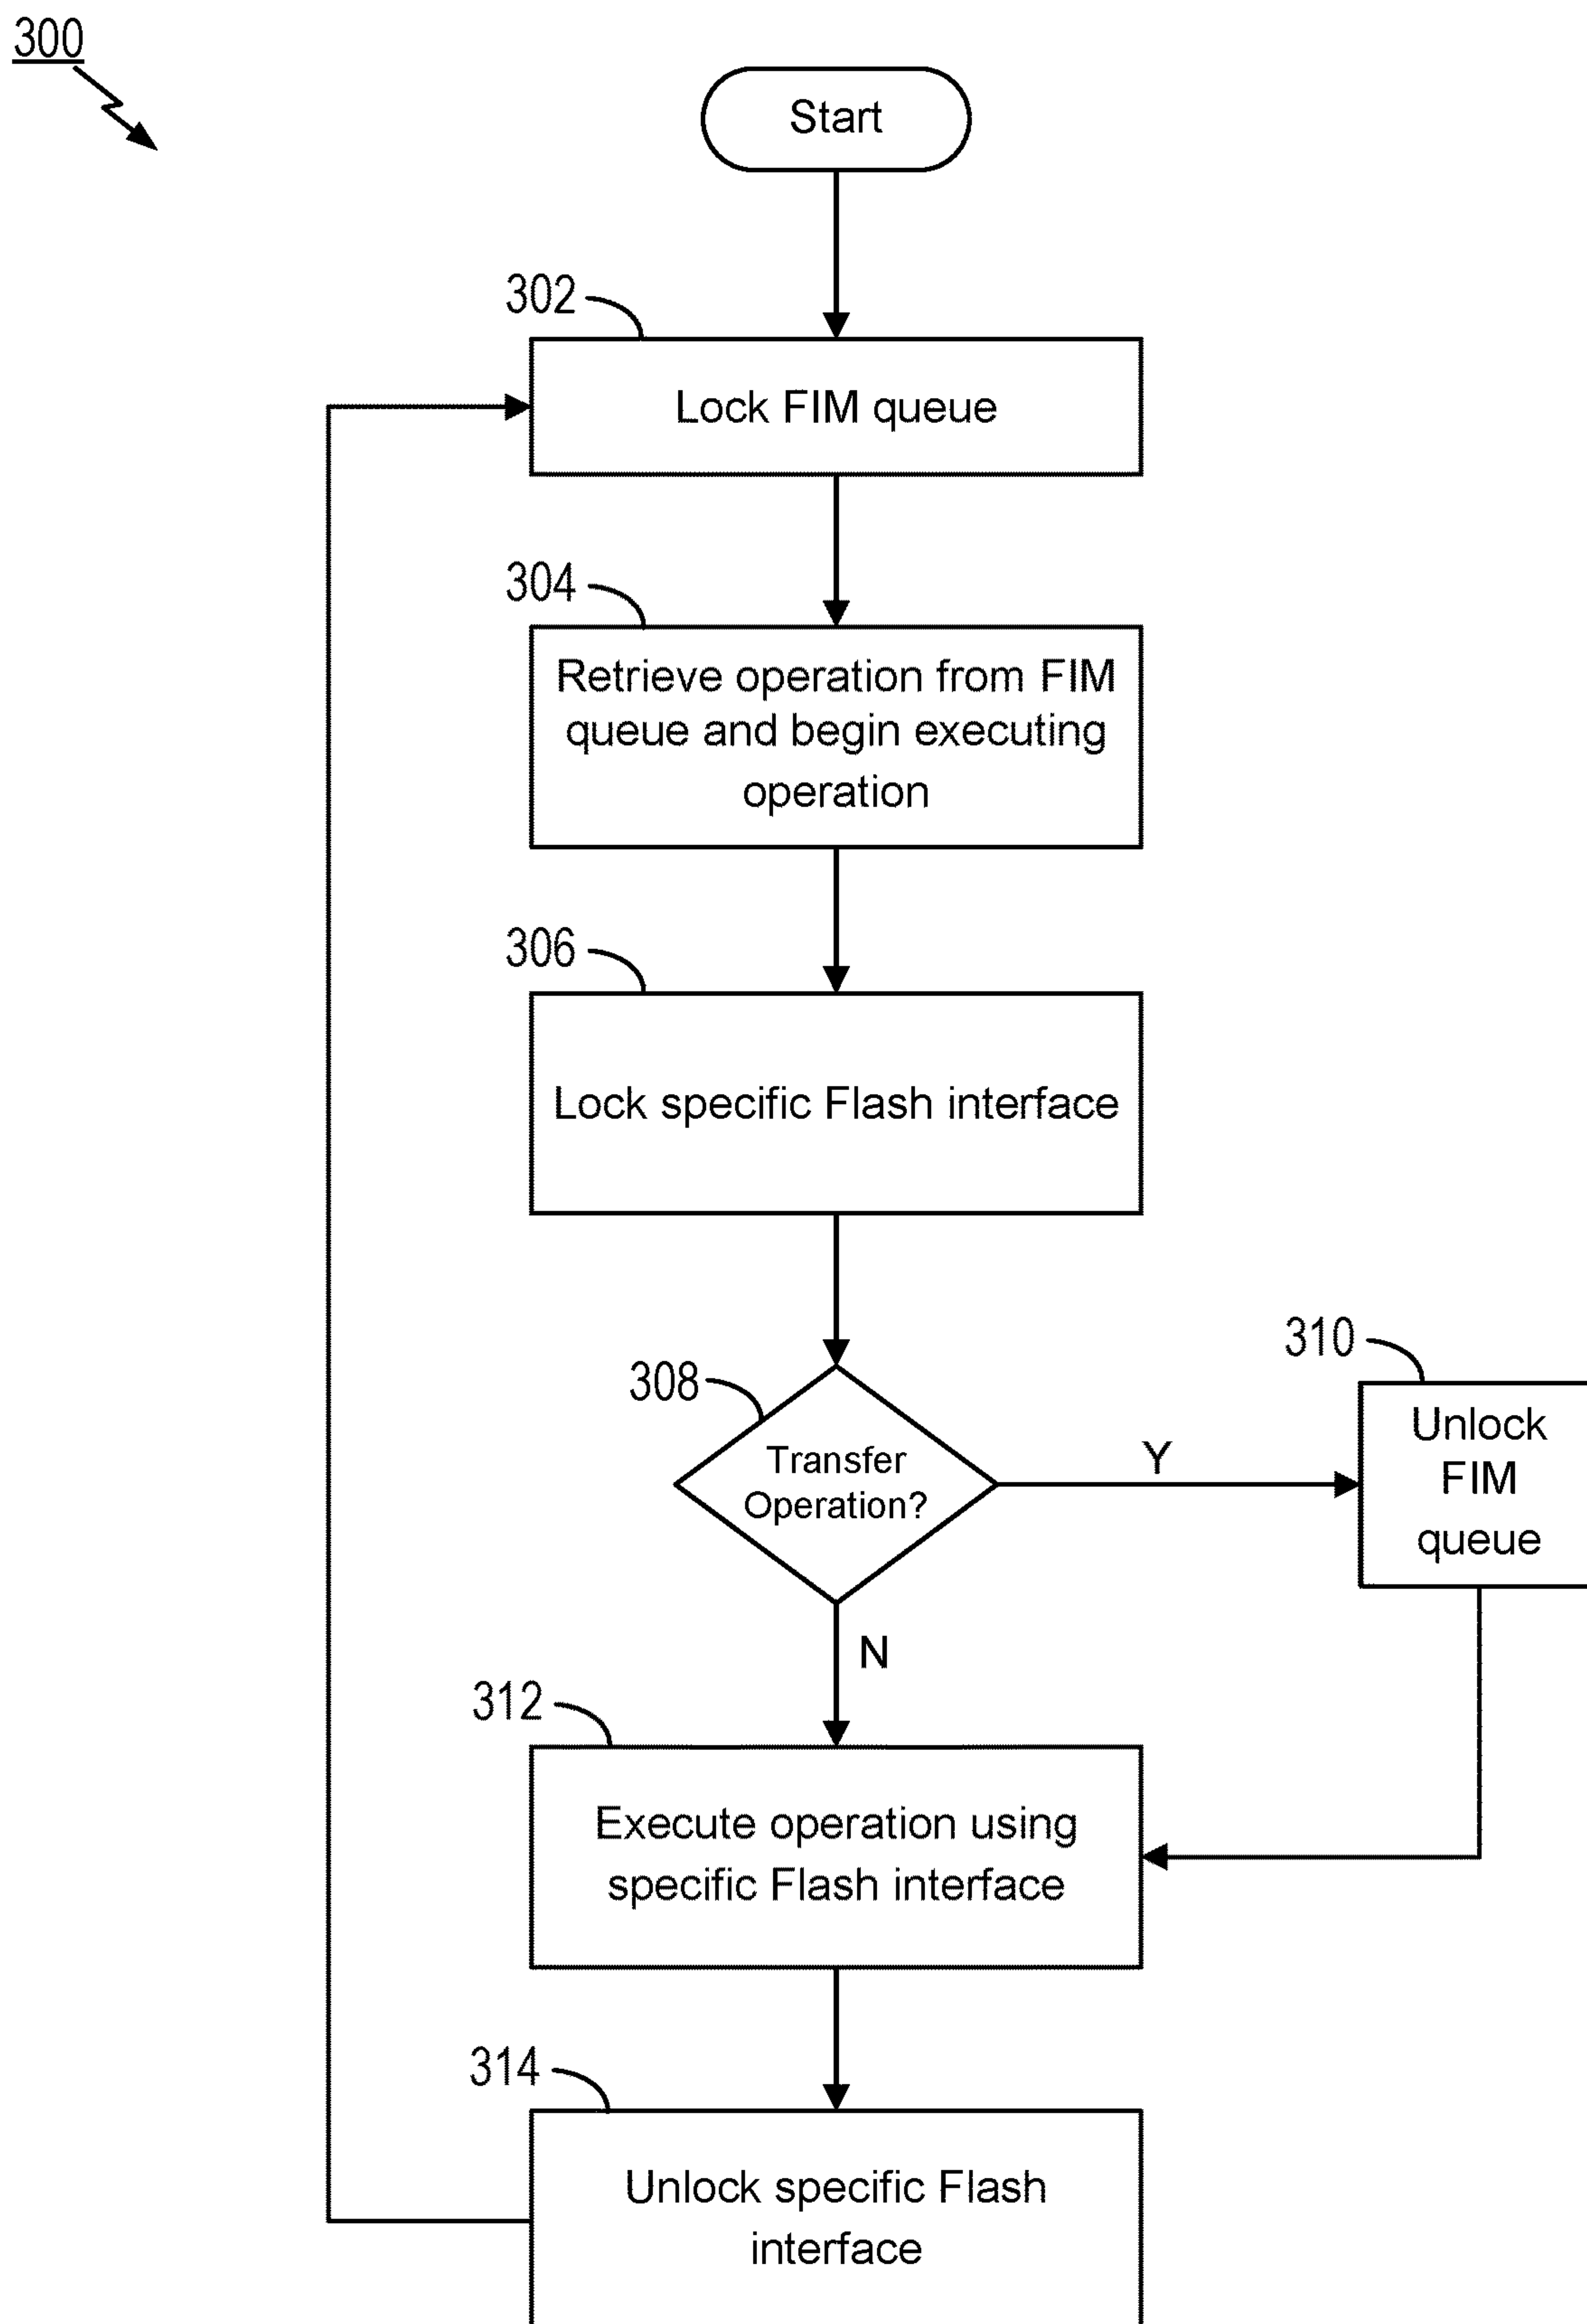 300
Start
302
Lock FIM queue
304
Retrieve operation from FIM
queue and begin executing
operation
306
Lock specific Flash interface
308
Transfer
Operation?
Y
310
Unlock
FIM
queue
N
312
Execute operation using
specific Flash interface
314
Unlock specific Flash
interface